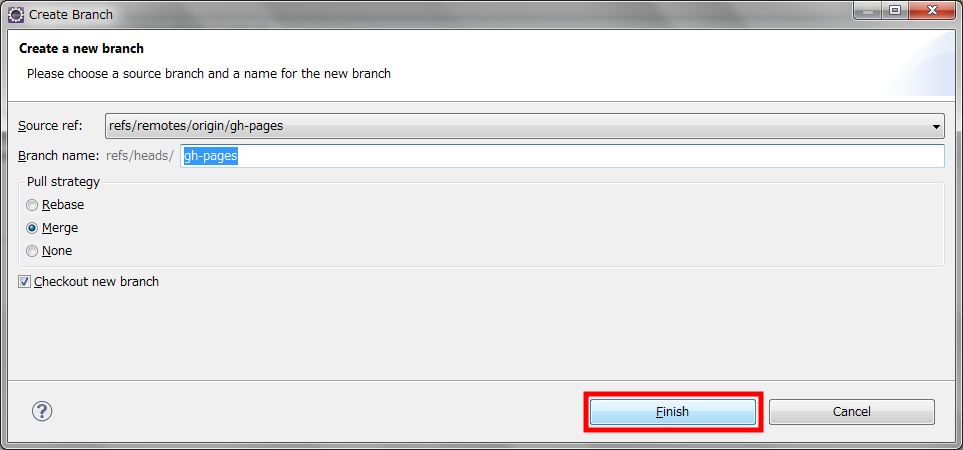 Create Branch
Create a new branch
Please choose a source branch and a name for the new branch
Source ref: refs/remotes/origin/gh-pages
Branch name: refs/heads/ gh-pages
Pull strategy
Rebase
Merge
None
Checkout new branch
? Finish Cancel